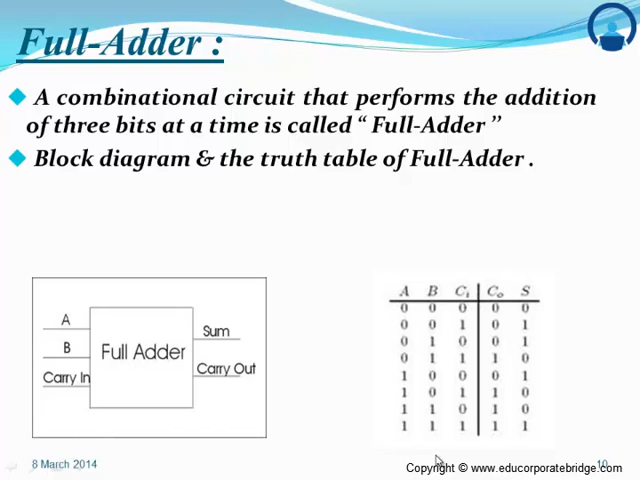 Full-Adder :
A combinational circuit that performs the addition
of three bits at a time is called “ Full-Adder ’’
Block diagram & the truth table of Full-Adder .
A
B
Carry In
Full Adder
Sum
Carry Out
A B Ci Co S
0 0 0 0 0
0 0 1 0 1
0 1 0 0 1
0 1 1 1 0
1 0 0 0 1
1 0 1 1 0
1 1 0 1 0
1 1 1 1 1
8 March 2014
10
Copyright © www.educorporatebridge.com